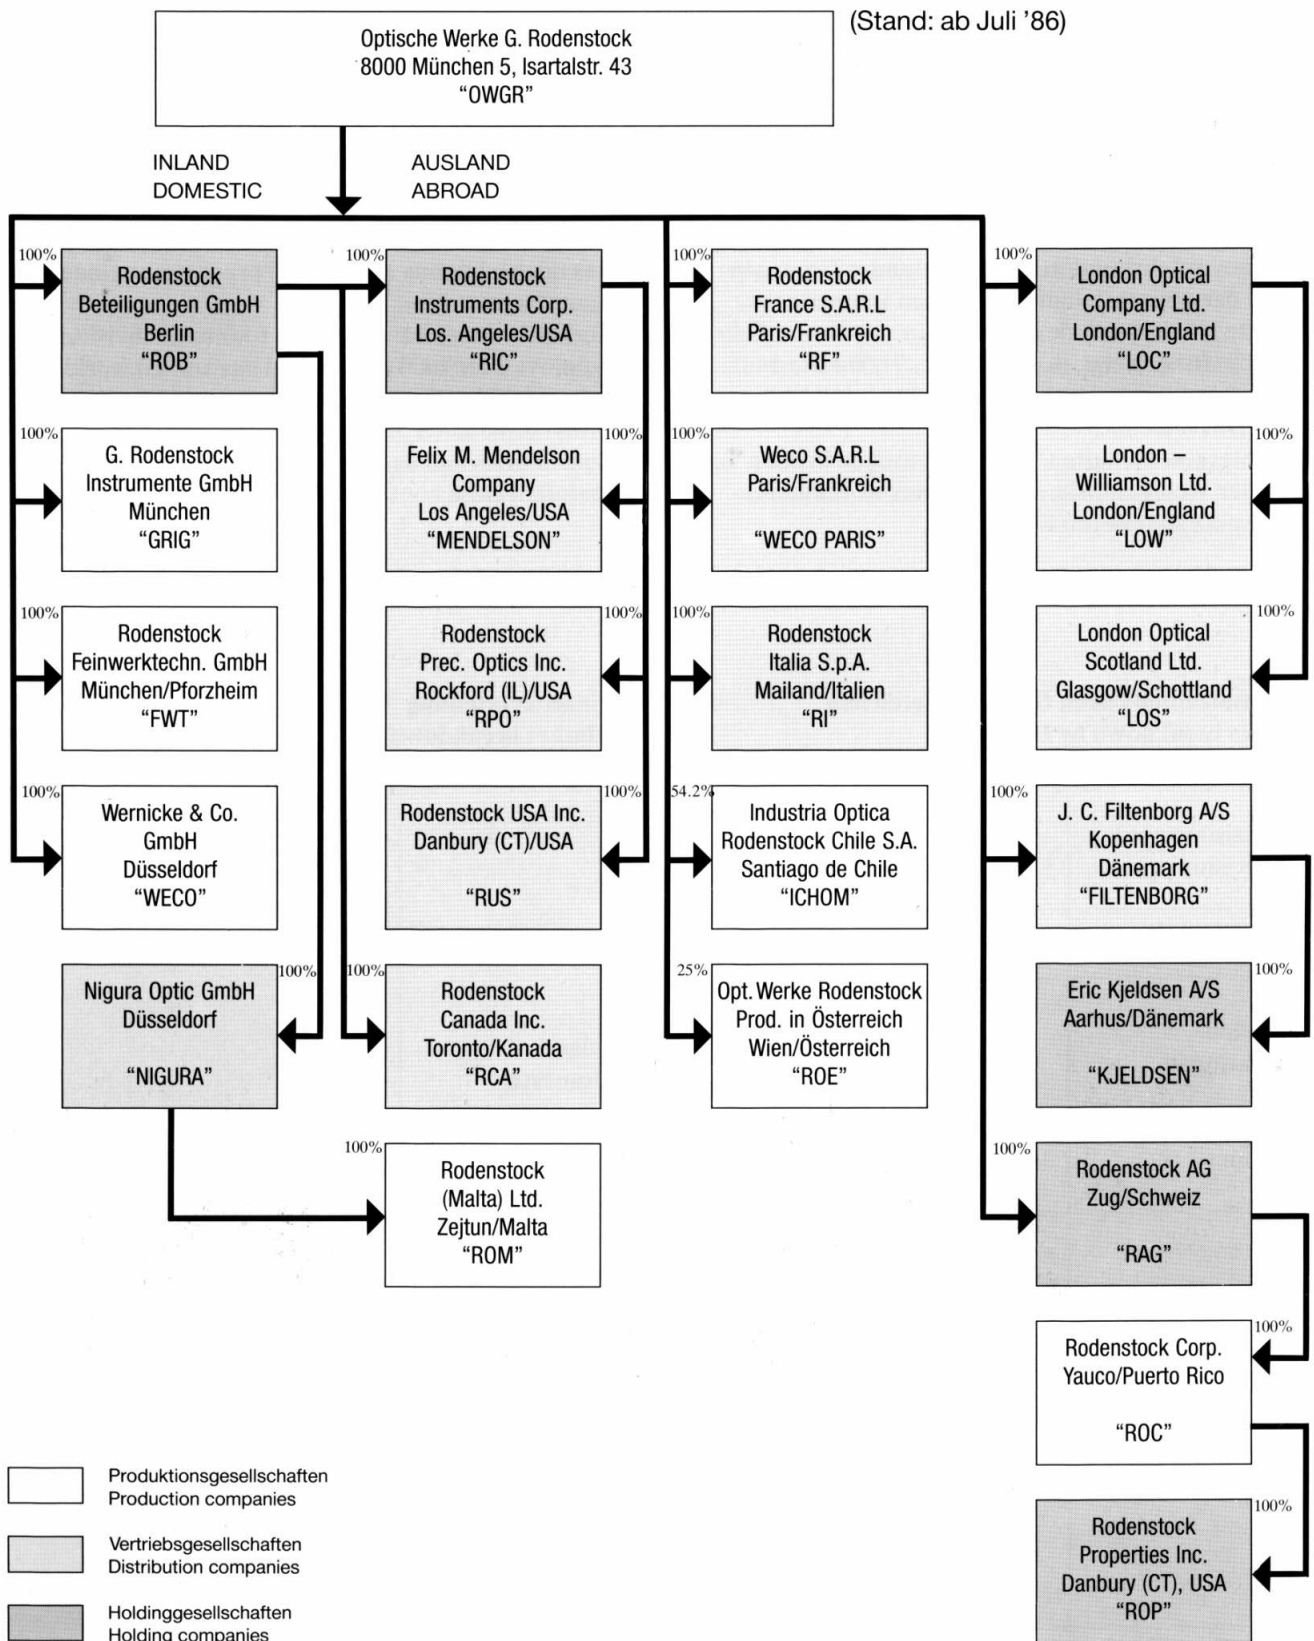 (Stand: ab Juli '86)
Optische Werke G. Rodenstock
8000 München 5, Isartalstr. 43
“OWGR”
INLAND
DOMESTIC
AUSLAND
ABROAD
100%
Rodenstock
Beteiligungen GmbH
Berlin
“ROB”
100%
G. Rodenstock
Instrumente GmbH
München
“GRIG”
100%
Rodenstock
Feinwerktechn. GmbH
München/Pforzheim
“FWT”
100%
Wernicke & Co.
GmbH
Düsseldorf
“WECO”
100%
Nigura Optic GmbH
Düsseldorf
“NIGURA”
100%
Rodenstock
Instruments Corp.
Los. Angeles/USA
“RIC”
100%
Felix M. Mendelson
Company
Los Angeles/USA
“MENDELSON”
100%
Rodenstock
Prec. Optics Inc.
Rockford (IL)/USA
“RPO”
100%
Rodenstock USA Inc.
Danbury (CT)/USA
“RUS”
100%
Rodenstock
Canada Inc.
Toronto/Kanada
“RCA”
100%
Rodenstock
(Malta) Ltd.
Zejtun/Malta
“ROM”
100%
Rodenstock
France S.A.R.L
Paris/Frankreich
“RF”
100%
Weco S.A.R.L
Paris/Frankreich
“WECO PARIS”
100%
Rodenstock
Italia S.p.A.
Mailand/Italien
“RI”
54.2%
Industria Optica
Rodenstock Chile S.A.
Santiago de Chile
“ICHOM”
25%
Opt. Werke Rodenstock
Prod. in Österreich
Wien/Österreich
“ROE”
100%
London Optical
Company Ltd.
London/England
“LOC”
100%
London –
Williamson Ltd.
London/England
“LOW”
100%
London Optical
Scotland Ltd.
Glasgow/Schottland
“LOS”
100%
J. C. Filtenborg A/S
Kopenhagen
Dänemark
“FILTENBORG”
100%
Eric Kjeldsen A/S
Aarhus/Dänemark
“KJELDSEN”
100%
Rodenstock AG
Zug/Schweiz
“RAG”
100%
Rodenstock Corp.
Yauco/Puerto Rico
“ROC”
100%
Rodenstock
Properties Inc.
Danbury (CT), USA
“ROP”
Produktionsgesellschaften
Production companies
Vertriebsgesellschaften
Distribution companies
Holdinggesellschaften
Holding companies